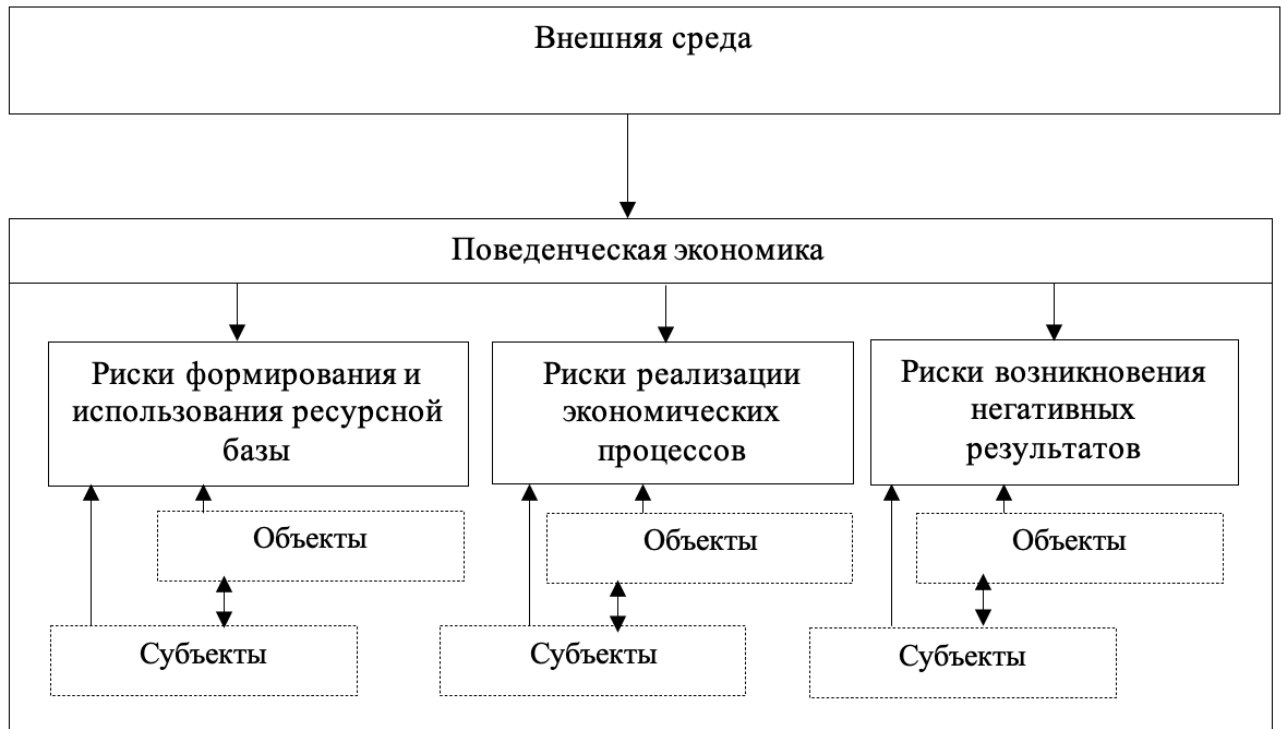 Внешняя среда
Поведенческая экономика
Риски формирования и
использования ресурсной
базы
Риски реализации
экономических
процессов
Риски возникновения
негативных
результатов
Объекты
Объекты
Объекты
Субъекты
Субъекты
Субъекты